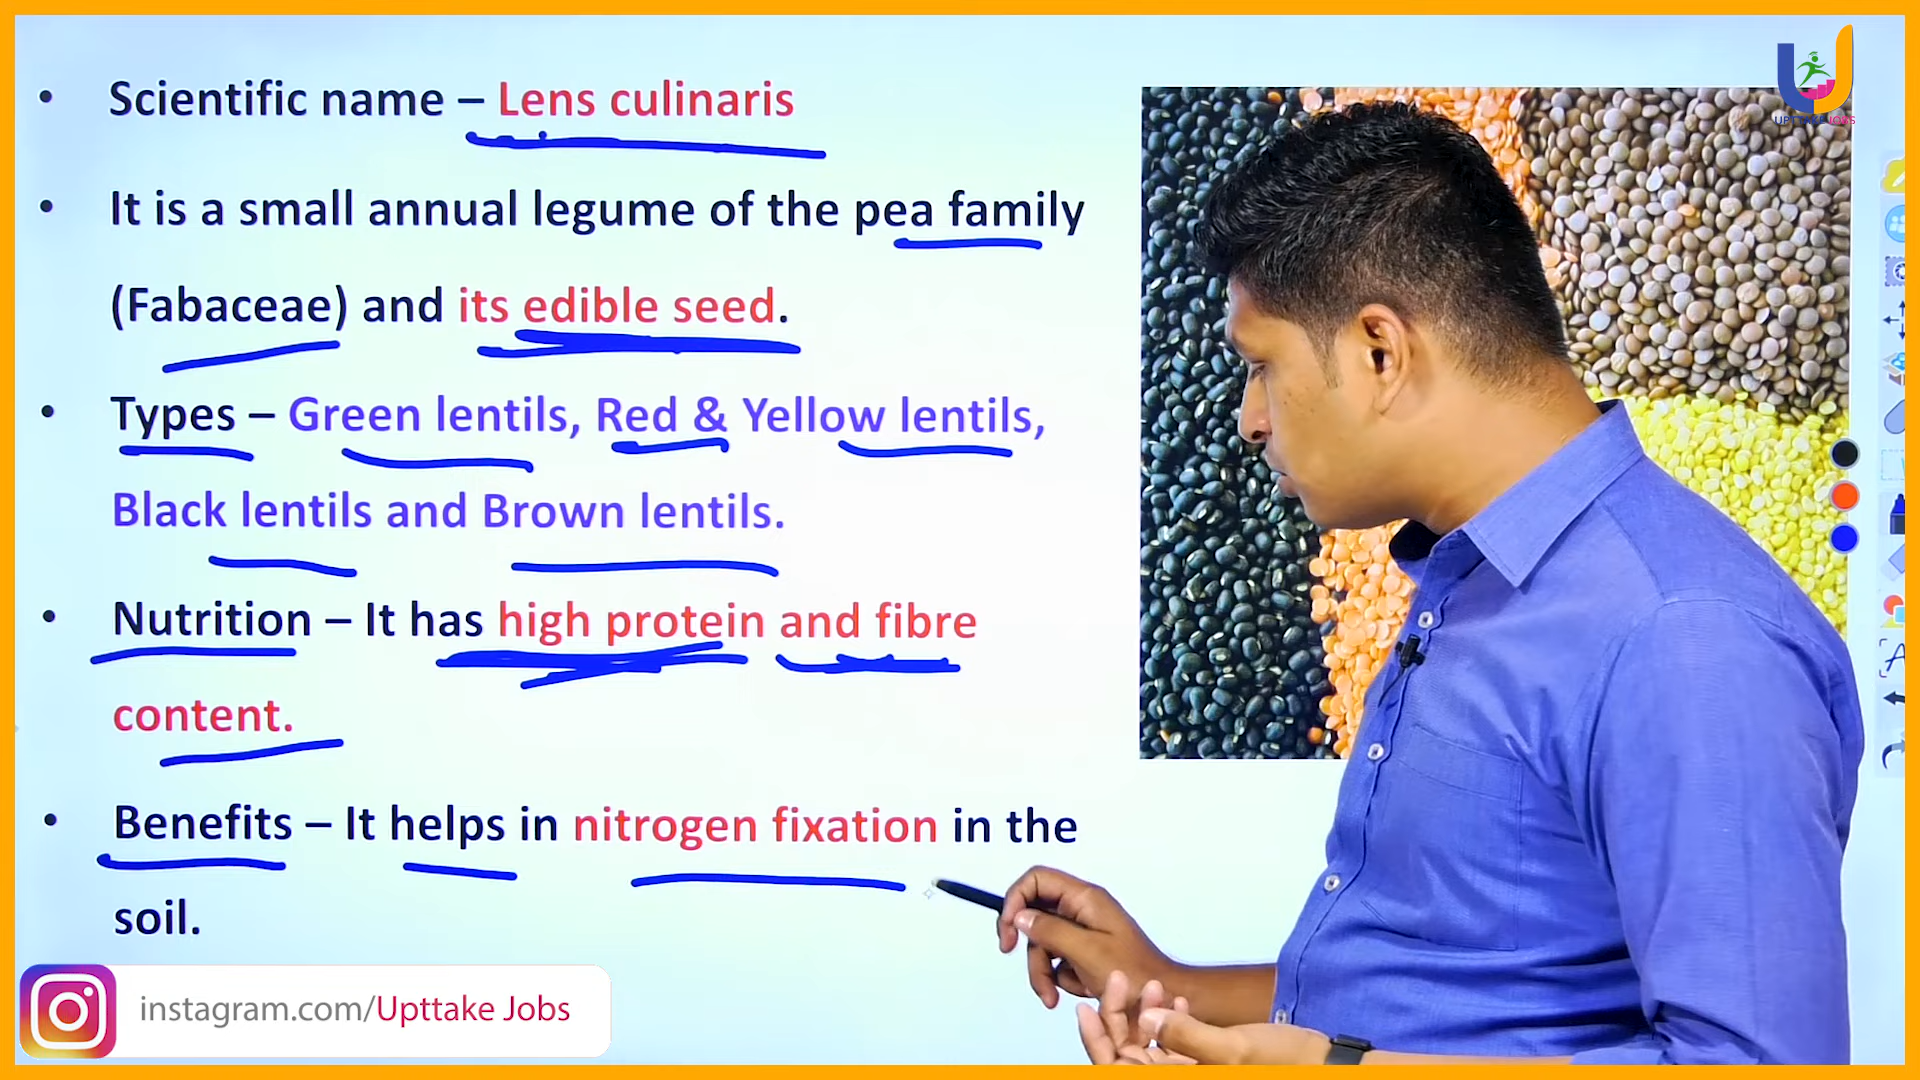 • Scientific name – Lens culinaris
• It is a small annual legume of the pea family
(Fabaceae) and its edible seed.
• Types – Green lentils, Red & Yellow lentils,
Black lentils and Brown lentils.
• Nutrition – It has high protein and fibre
content.
• Benefits – It helps in nitrogen fixation in the
soil.
instagram.com/Upttake Jobs
UPTTAKE JOBS